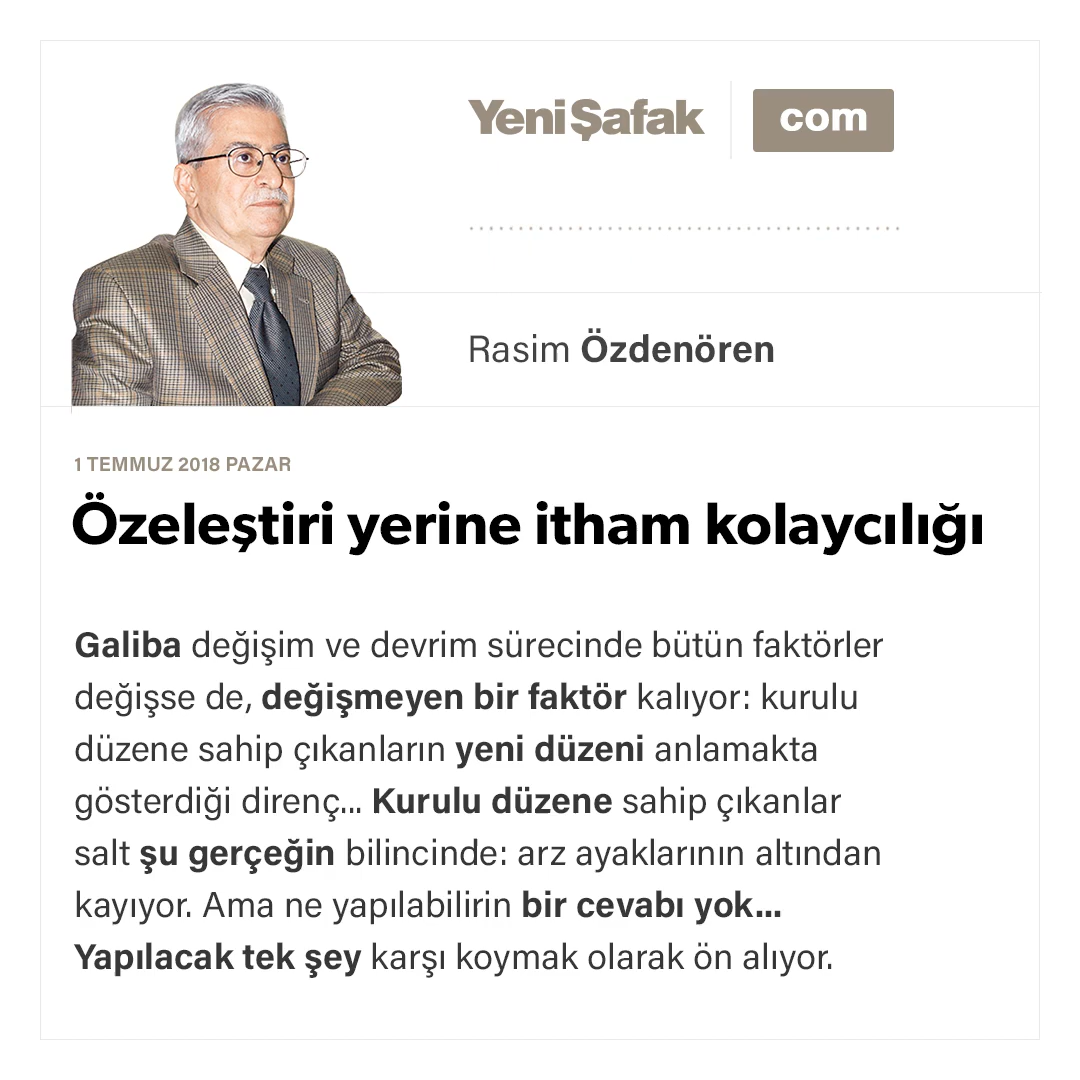 YeniŞafak com
Rasim Özdenören
1 TEMMUZ 2018 PAZAR
Özeleştiri yerine itham kolaycılığı
Galiba değişim ve devrim sürecinde bütün faktörler
değişse de, değişmeyen bir faktör kalıyor: kurulu
düzene sahip çıkanların yeni düzeni anlamakta
gösterdiği direnç... Kurulu düzene sahip çıkanlar
salt şu gerçeğin bilincinde: arz ayaklarının altından
kayıyor. Ama ne yapılabilirin bir cevabı yok...
Yapılacak tek şey karşı koymak olarak ön alıyor.